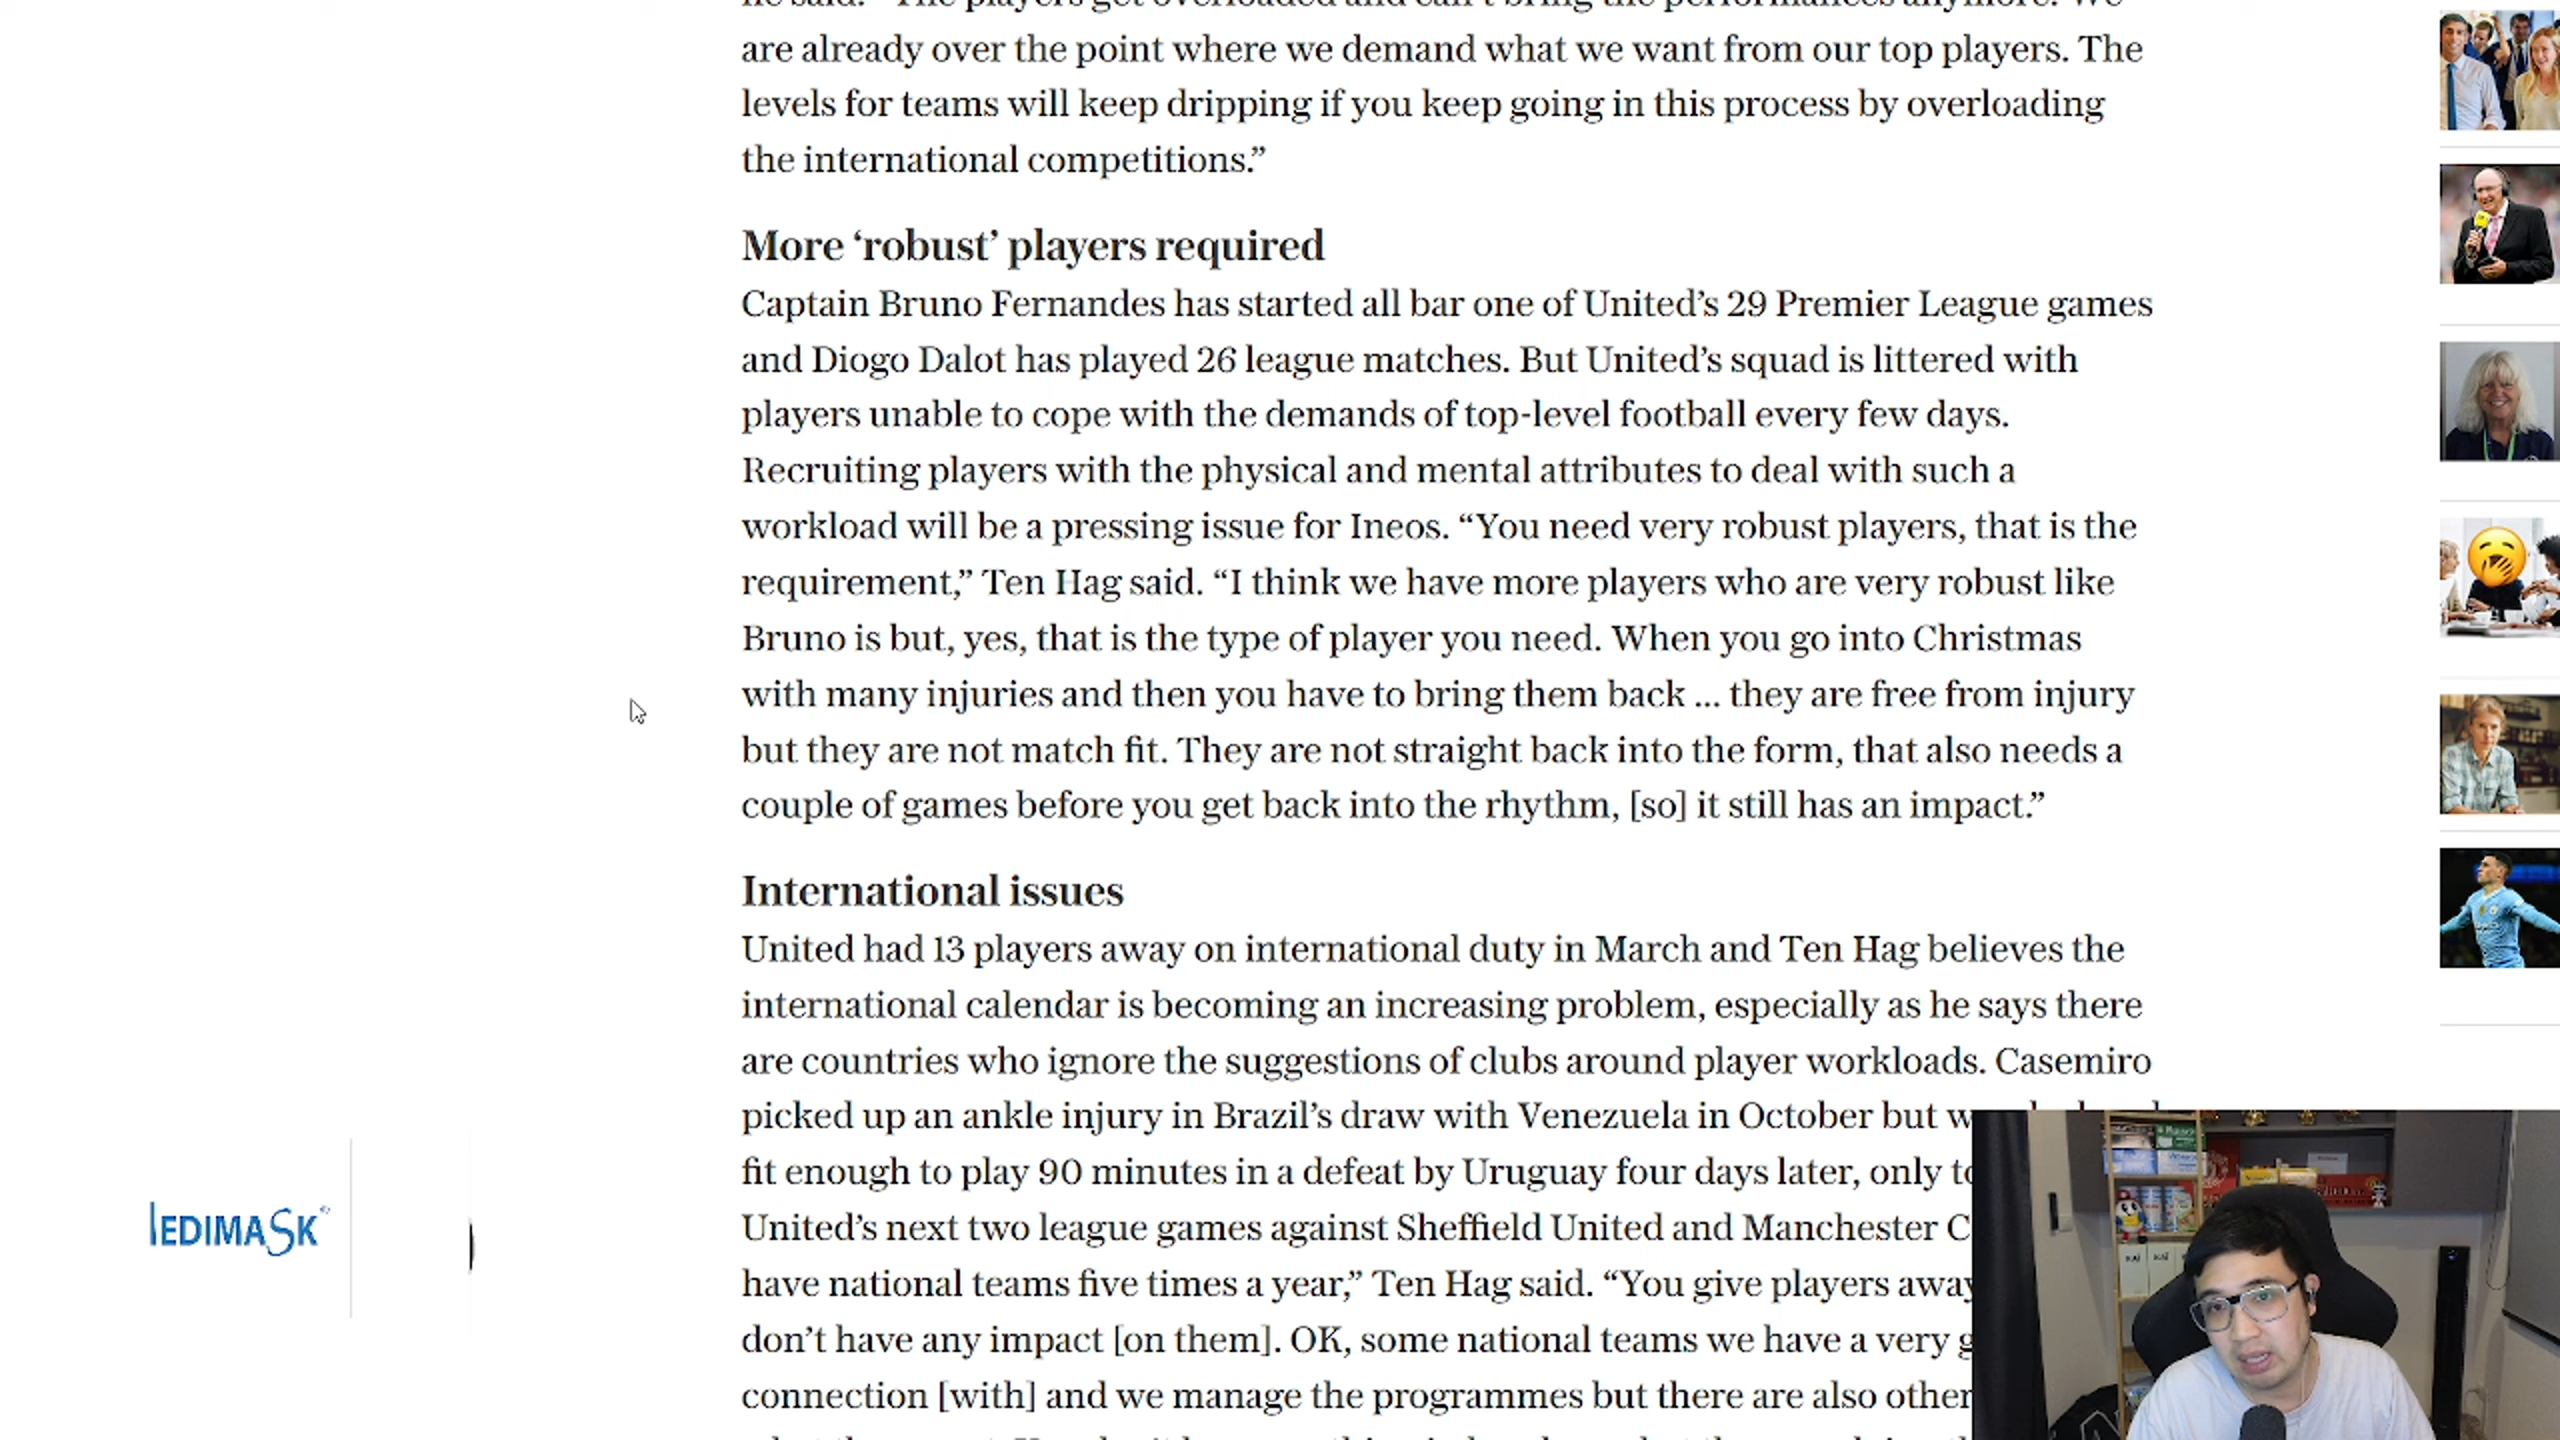 he said. “The players get overloaded and can’t bring the performances anymore. We
are already over the point where we demand what we want from our top players. The
levels for teams will keep dripping if you keep going in this process by overloading
the international competitions.”
More ‘robust’ players required
Captain Bruno Fernandes has started all bar one of United’s 29 Premier League games
and Diogo Dalot has played 26 league matches. But United’s squad is littered with
players unable to cope with the demands of top-level football every few days.
Recruiting players with the physical and mental attributes to deal with such a
workload will be a pressing issue for Ineos. “You need very robust players, that is the
requirement,” Ten Hag said. “I think we have more players who are very robust like
Bruno is but, yes, that is the type of player you need. When you go into Christmas
with many injuries and then you have to bring them back ... they are free from injury
but they are not match fit. They are not straight back into the form, that also needs a
couple of games before you get back into the rhythm, [so] it still has an impact.”
International issues
United had 13 players away on international duty in March and Ten Hag believes the
international calendar is becoming an increasing problem, especially as he says there
are countries who ignore the suggestions of clubs around player workloads. Casemiro
picked up an ankle injury in Brazil’s draw with Venezuela in October but
fit enough to play 90 minutes in a defeat by Uruguay four days later, only
United’s next two league games against Sheffield United and Manchester
have national teams five times a year,” Ten Hag said. “You give players away
don’t have any impact [on them]. OK, some national teams we have a very
connection [with] and we manage the programmes but there are also other
lEDIMASK